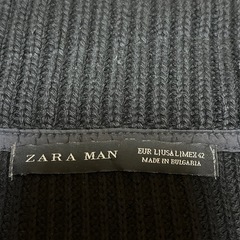 ZARA MAN
EUR L | USA L | MEX 42
MADE IN BULGARIA